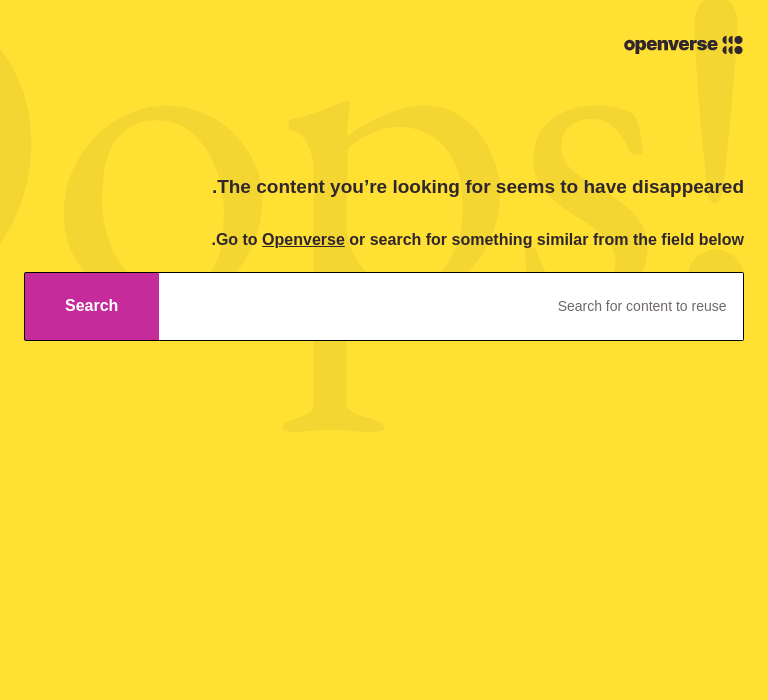 openverse
Oops!
.The content you’re looking for seems to have disappeared
.Go to Openverse or search for something similar from the field below
Search
Search for content to reuse